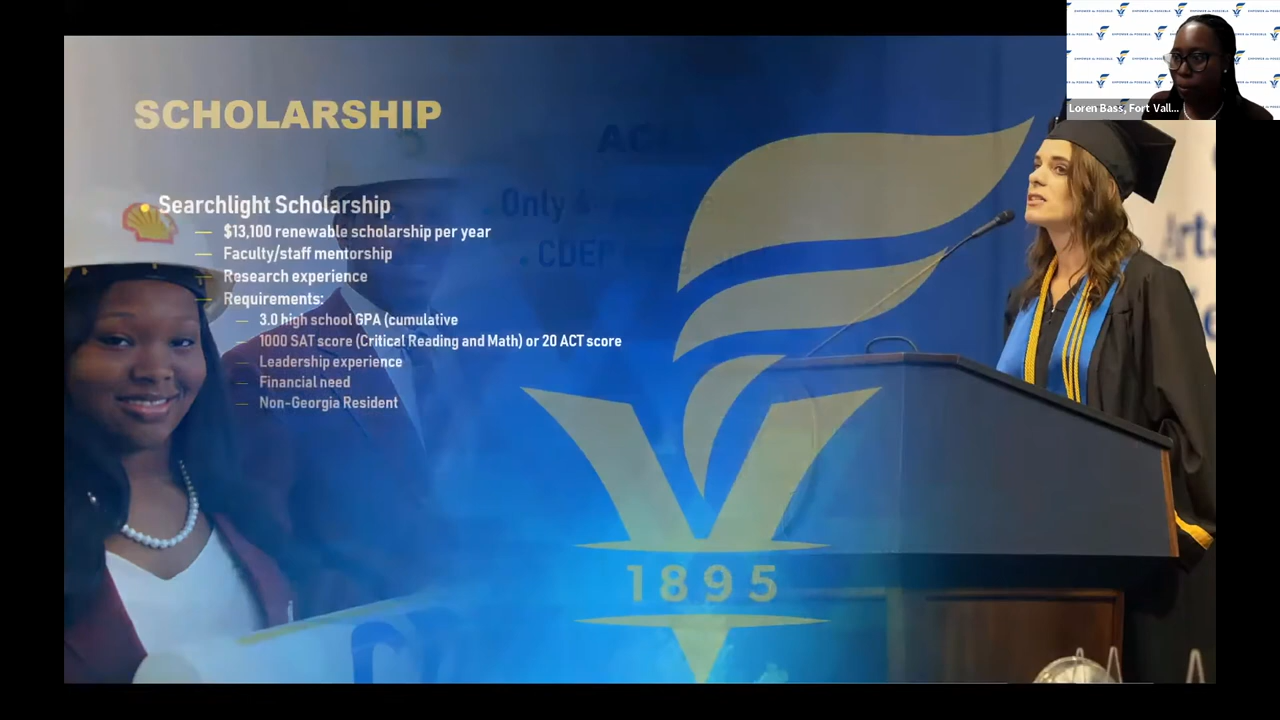 SCHOLARSHIP
Searchlight Scholarship
— $13,100 renewable scholarship per year
— Faculty/staff mentorship
— Research experience
— Requirements:
— 3.0 high school GPA (cumulative
— 1000 SAT score (Critical Reading and Math) or 20 ACT score
— Leadership experience
— Financial need
— Non-Georgia Resident
Only
CDEP
1895
Loren Bass, Fort Vall...